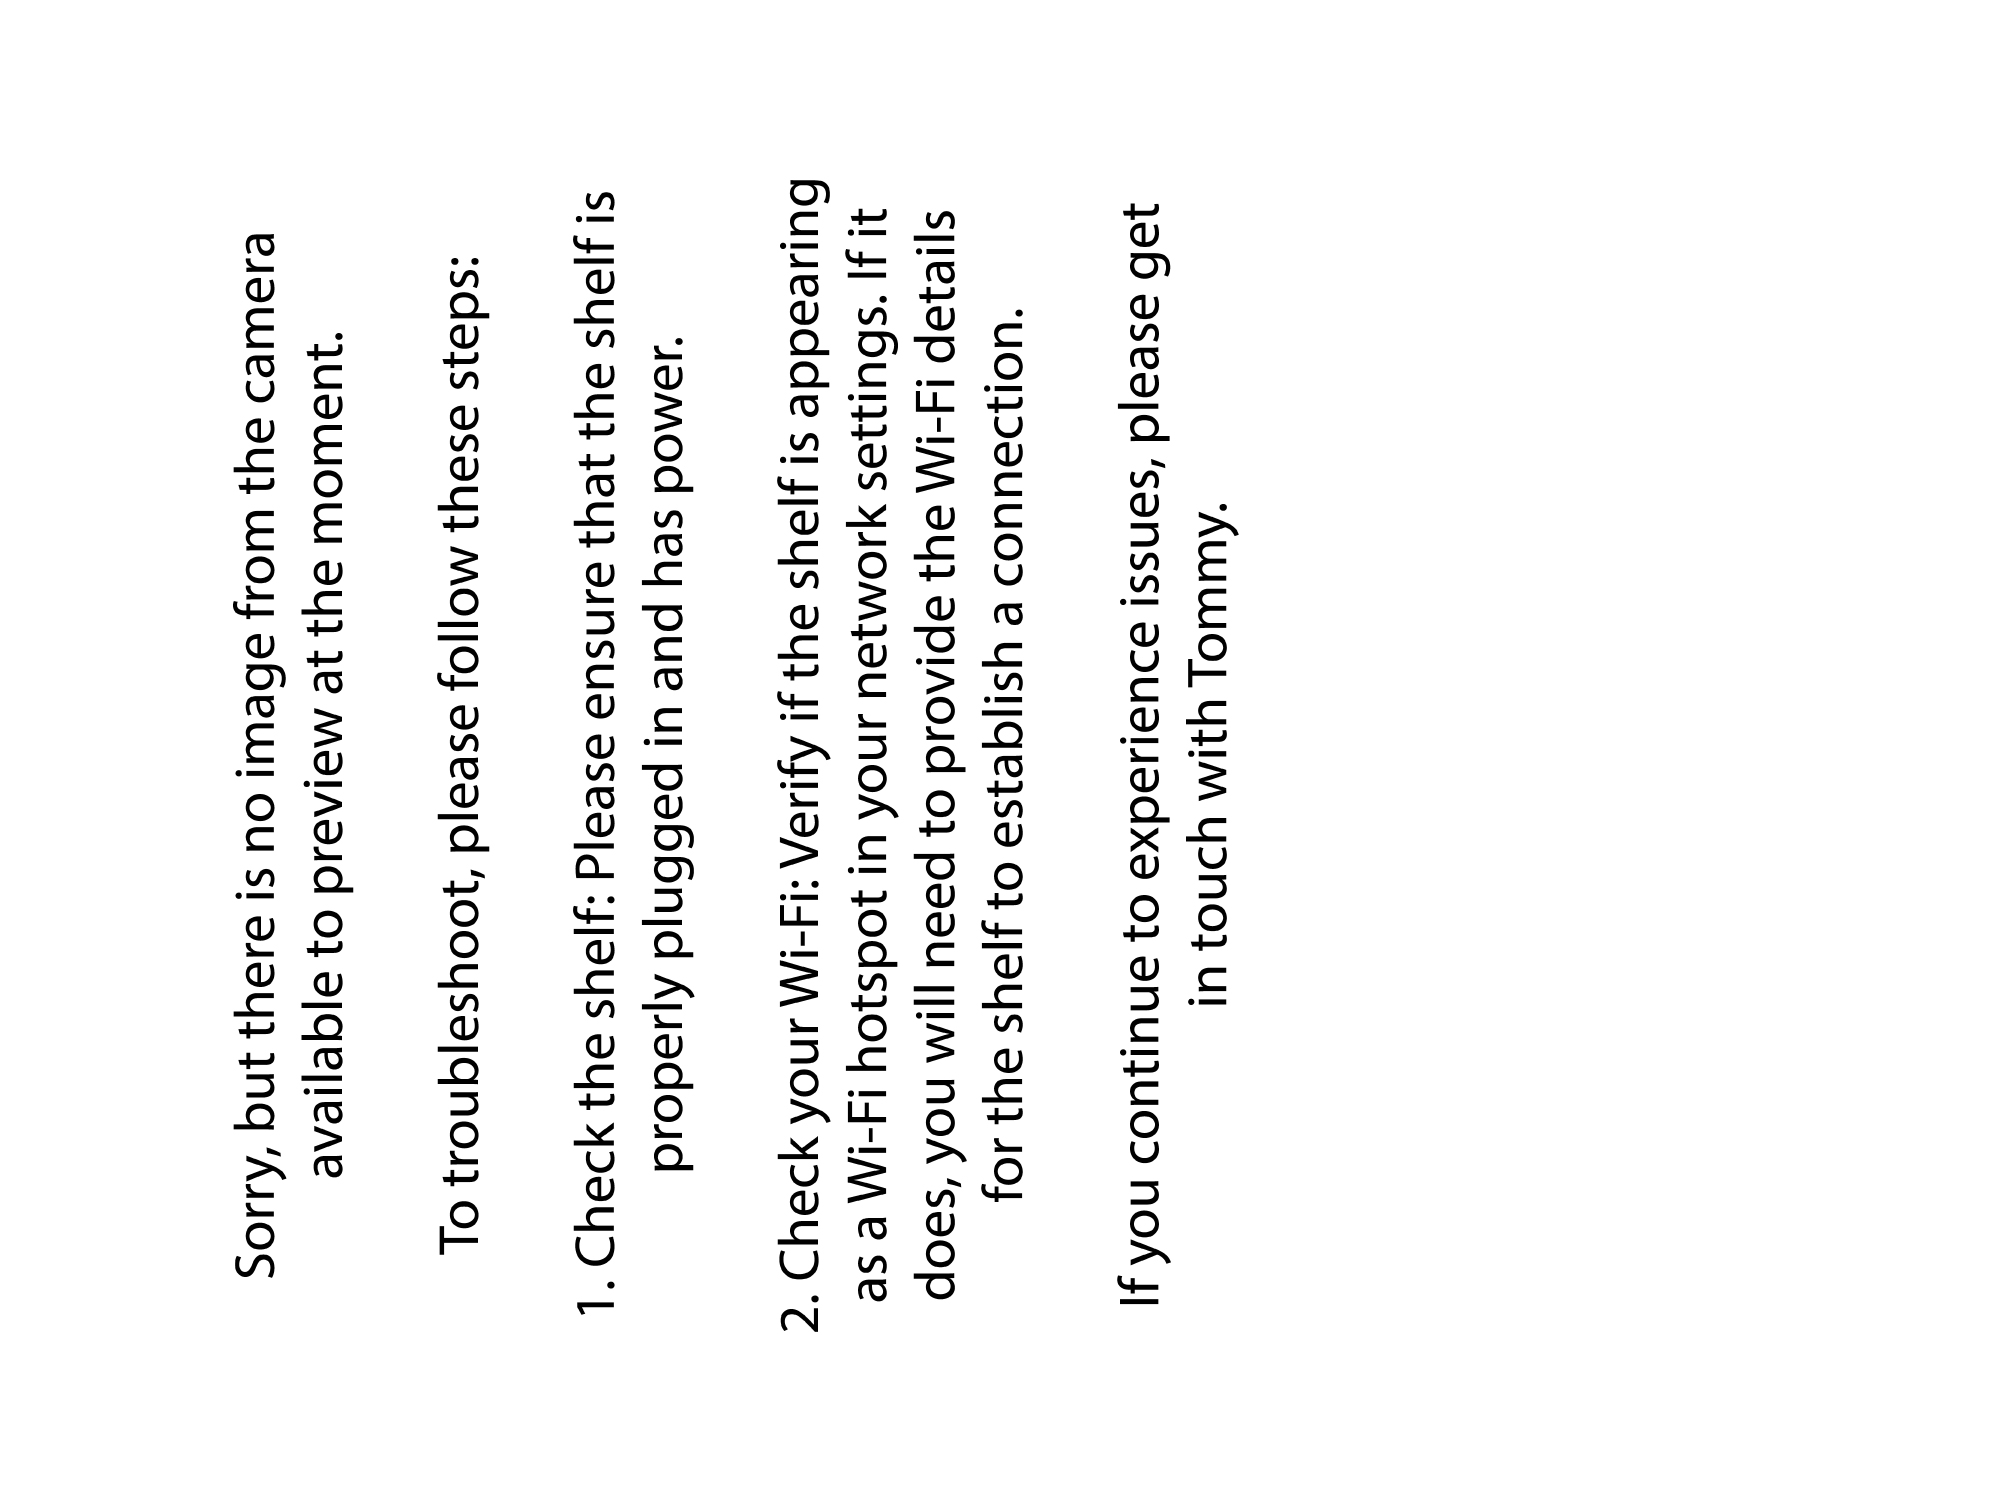 Sorry, but there is no image from the camera
available to preview at the moment.
To troubleshoot, please follow these steps:
1. Check the shelf: Please ensure that the shelf is
properly plugged in and has power.
2. Check your Wi-Fi: Verify if the shelf is appearing
as a Wi-Fi hotspot in your network settings. If it
does, you will need to provide the Wi-Fi details
for the shelf to establish a connection.
If you continue to experience issues, please get
in touch with Tommy.